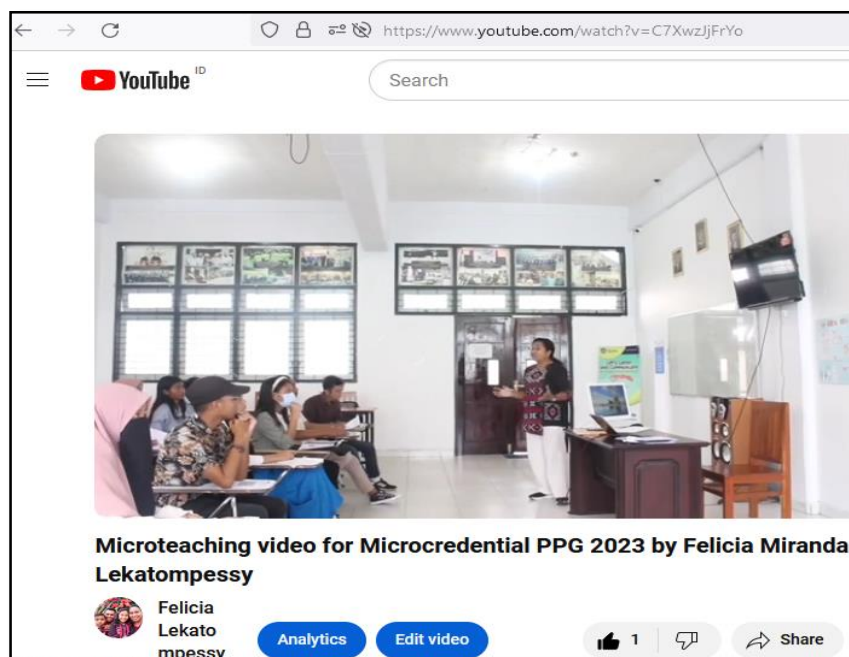 https://www.youtube.com/watch?v=C7XwzJjFrYo
YouTube ID
Search
Microteaching video for Microcredential PPG 2023 by Felicia Miranda
Lekatompessy
Felicia
Lekato
mpessy
Analytics
Edit video
1
Share